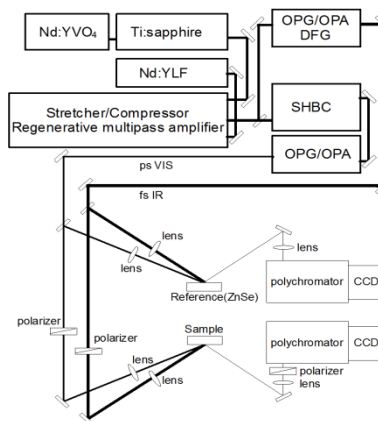 Nd:YVO₄
Ti:sapphire
OPG/OPA
DFG
Nd:YLF
Stretcher/Compressor
Regenerative multipass amplifier
SHBC
OPG/OPA
ps VIS
fs IR
lens
lens
lens
Reference(ZnSe)
polychromator
CCD
polarizer
polarizer
Sample
lens
lens
polychromator
CCD
polarizer
lens